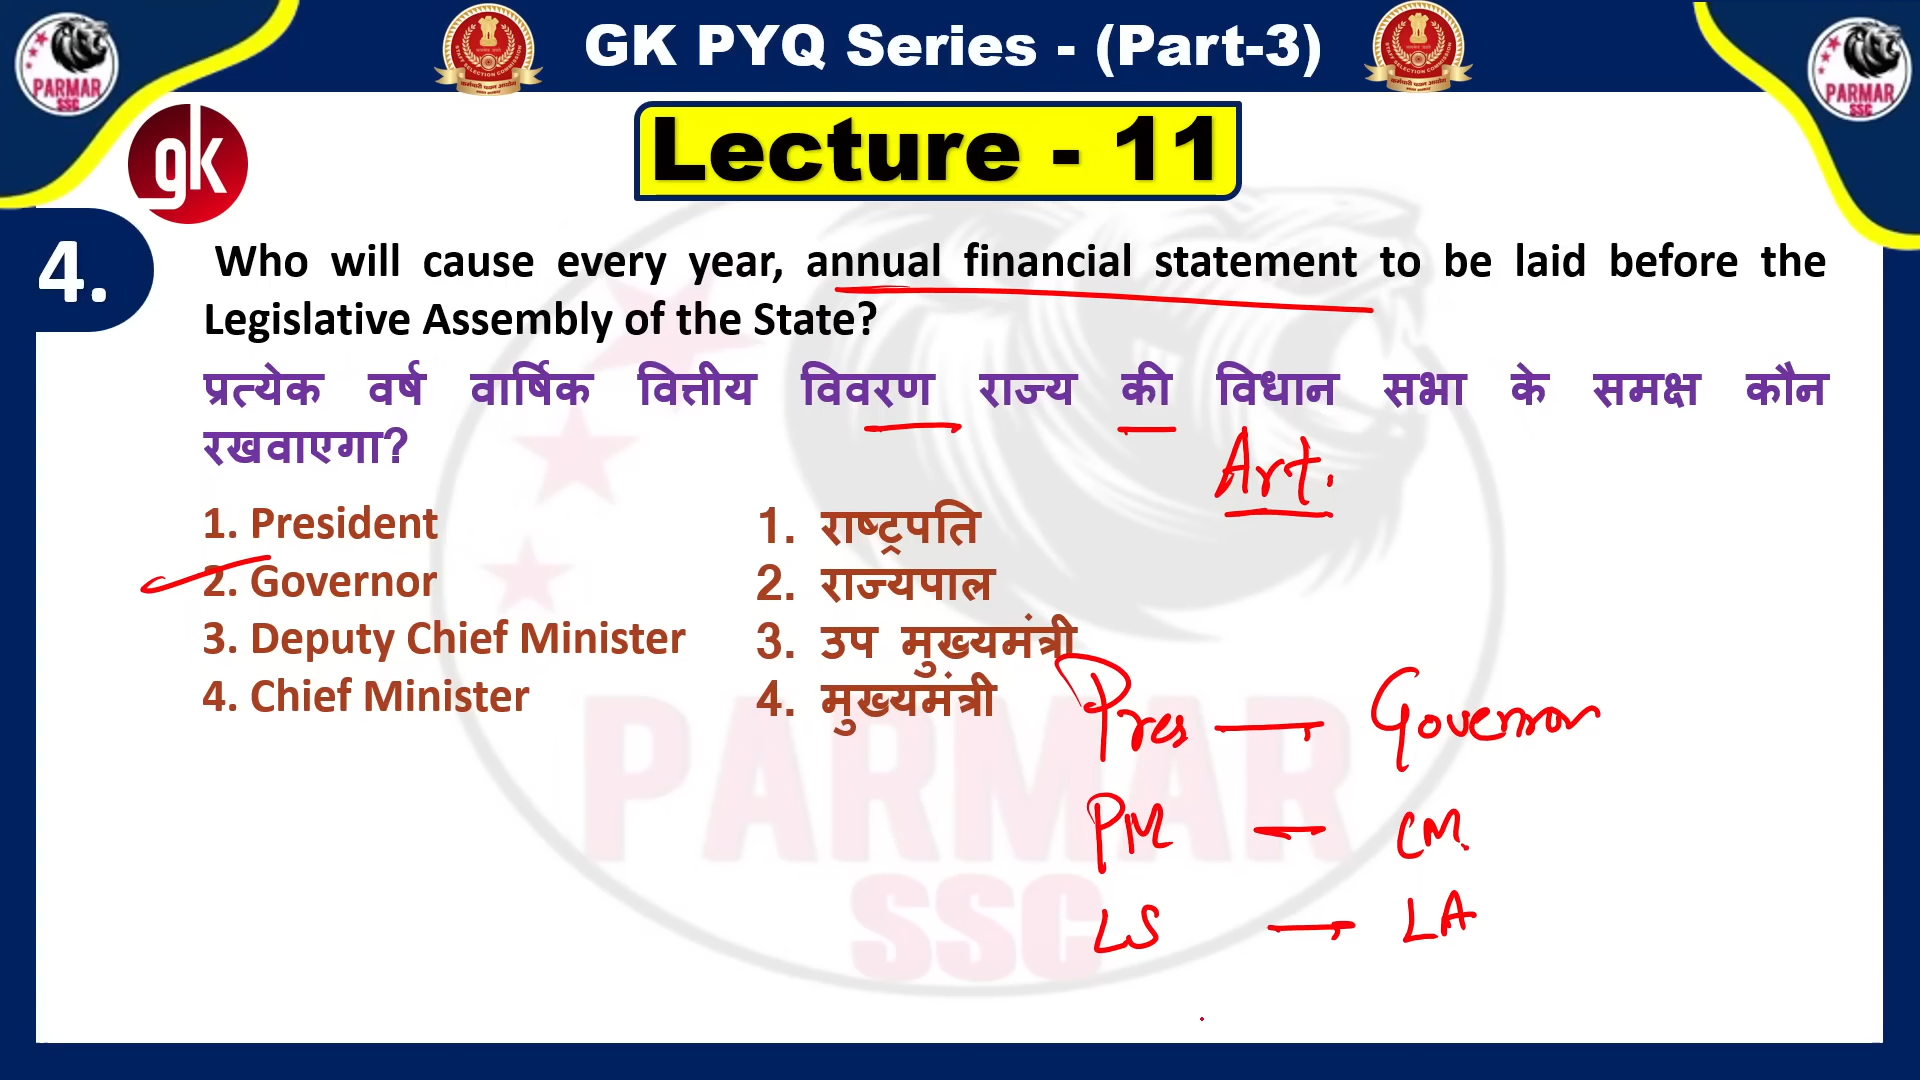 GK PYQ Series - (Part-3)
PARMAR
SSC
PARMAR
SSC
gk
Lecture - 11
4.
Who will cause every year, annual financial statement to be laid before the
Legislative Assembly of the State?
प्रत्येक वर्ष वार्षिक वित्तीय विवरण राज्य की विधान सभा के समक्ष कौन
रखवाएगा?
Art.
1. President
2. Governor
3. Deputy Chief Minister
4. Chief Minister
1. राष्ट्रपति
2. राज्यपाल
3. उप मुख्यमंत्री
4. मुख्यमंत्री
Pres — Governor
PM — CM.
LS — LA
PARMAR
SSC